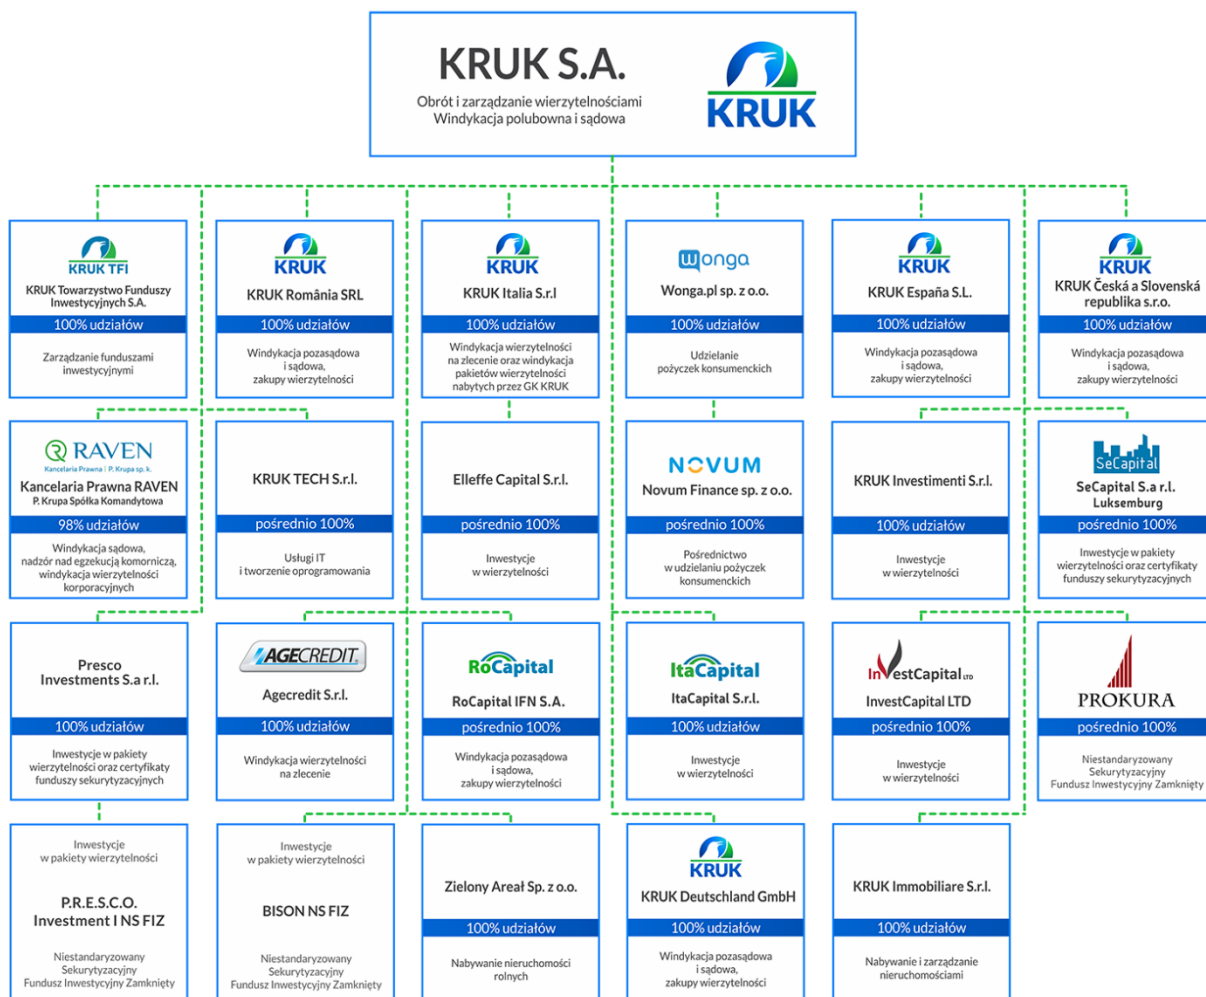 KRUK S.A.
Obrót i zarządzanie wierzytelnościami
Windykacja polubowna i sądowa
KRUK
KRUK TFI
KRUK Towarzystwo Funduszy
Inwestycyjnych S.A.
100% udziałów
Zarządzanie funduszami
inwestycyjnymi
KRUK
KRUK România SRL
100% udziałów
Windykacja pozasądowa
i sądowa,
zakupy wierzytelności
KRUK
KRUK Italia S.r.l
100% udziałów
Windykacja wierzytelności
na zlecenie oraz windykacja
pakietów wierzytelności
nabytych przez GK KRUK
wonga
Wonga.pl sp. z o.o.
100% udziałów
Udzielanie
pożyczek konsumenckich
KRUK
KRUK España S.L.
100% udziałów
Windykacja pozasądowa
i sądowa,
zakupy wierzytelności
KRUK
KRUK Česká a Slovenská
republika s.r.o.
100% udziałów
Windykacja pozasądowa
i sądowa,
zakupy wierzytelności
RAVEN
Kancelaria Prawna | P. Krupa sp. k.
Kancelaria Prawna RAVEN
P. Krupa Spółka Komandytowa
98% udziałów
Windykacja sądowa,
nadzór nad egzekucją komorniczą,
windykacja wierzytelności
korporacyjnych
KRUK TECH S.r.l.
pośrednio 100%
Usługi IT
i tworzenie oprogramowania
Elleffe Capital S.r.l.
pośrednio 100%
Inwestycje
w wierzytelności
NOVUM
Novum Finance sp. z o.o.
pośrednio 100%
Pośrednictwo
w udzielaniu pożyczek
konsumenckich
KRUK Investimenti S.r.l.
100% udziałów
Inwestycje
w wierzytelności
SeCapital
SeCapital S.a r.l.
Luksemburg
pośrednio 100%
Inwestycje w pakiety
wierzytelności oraz certyfikaty
funduszy sekurytyzacyjnych
Presco
Investments S.a r.l.
100% udziałów
Inwestycje w pakiety
wierzytelności oraz certyfikaty
funduszy sekurytyzacyjnych
AGECREDIT
Agecredit S.r.l.
100% udziałów
Windykacja wierzytelności
na zlecenie
RoCapital
RoCapital IFN S.A.
pośrednio 100%
Windykacja pozasądowa
i sądowa,
zakupy wierzytelności
ItaCapital
ItaCapital S.r.l.
100% udziałów
Inwestycje
w wierzytelności
InvestCapital LTD
InvestCapital LTD
pośrednio 100%
Inwestycje
w wierzytelności
PROKURA
pośrednio 100%
Niestandaryzowany
Sekurytyzacyjny
Fundusz Inwestycyjny Zamknięty
Inwestycje
w pakiety wierzytelności
P.R.E.S.C.O.
Investment I NS FIZ
Niestandaryzowany
Sekurytyzacyjny
Fundusz Inwestycyjny Zamknięty
Inwestycje
w pakiety wierzytelności
BISON NS FIZ
Niestandaryzowany
Sekurytyzacyjny
Fundusz Inwestycyjny Zamknięty
Zielony Areał Sp. z o.o.
100% udziałów
Nabywanie nieruchomości
rolnych
KRUK
KRUK Deutschland GmbH
100% udziałów
Windykacja pozasądowa
i sądowa,
zakupy wierzytelności
KRUK Immobiliare S.r.l.
100% udziałów
Nabywanie i zarządzanie
nieruchomościami